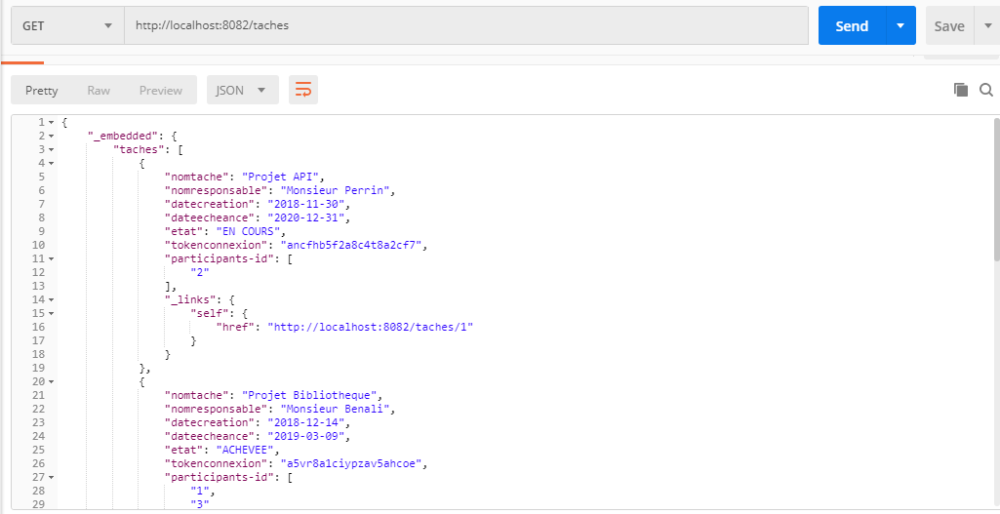 GET http://localhost:8082/taches Send Save
Pretty Raw Preview JSON
1 {
2 "_embedded": {
3 "taches": [
4 {
5 "nomtache": "Projet API",
6 "nomresponsable": "Monsieur Perrin",
7 "datecreation": "2018-11-30",
8 "dateecheance": "2020-12-31",
9 "etat": "EN COURS",
10 "tokenconnexion": "ancfhb5f2a8c4t8a2cf7",
11 "participants-id": [
12 "2"
13 ],
14 "_links": {
15 "self": {
16 "href": "http://localhost:8082/taches/1"
17 }
18 }
19 },
20 {
21 "nomtache": "Projet Bibliotheque",
22 "nomresponsable": "Monsieur Benali",
23 "datecreation": "2018-12-14",
24 "dateecheance": "2019-03-09",
25 "etat": "ACHEVEE",
26 "tokenconnexion": "a5vr8a1ciypzav5ahcoe",
27 "participants-id": [
28 "1",
29 "3"